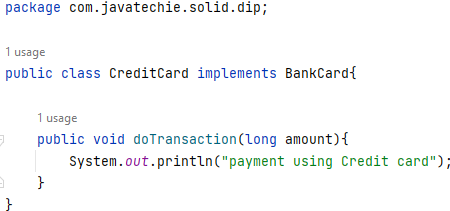 package com.javatechie.solid.dip;
1 usage
public class CreditCard implements BankCard{
1 usage
public void doTransaction(long amount){
System.out.println("payment using Credit card");
}
}